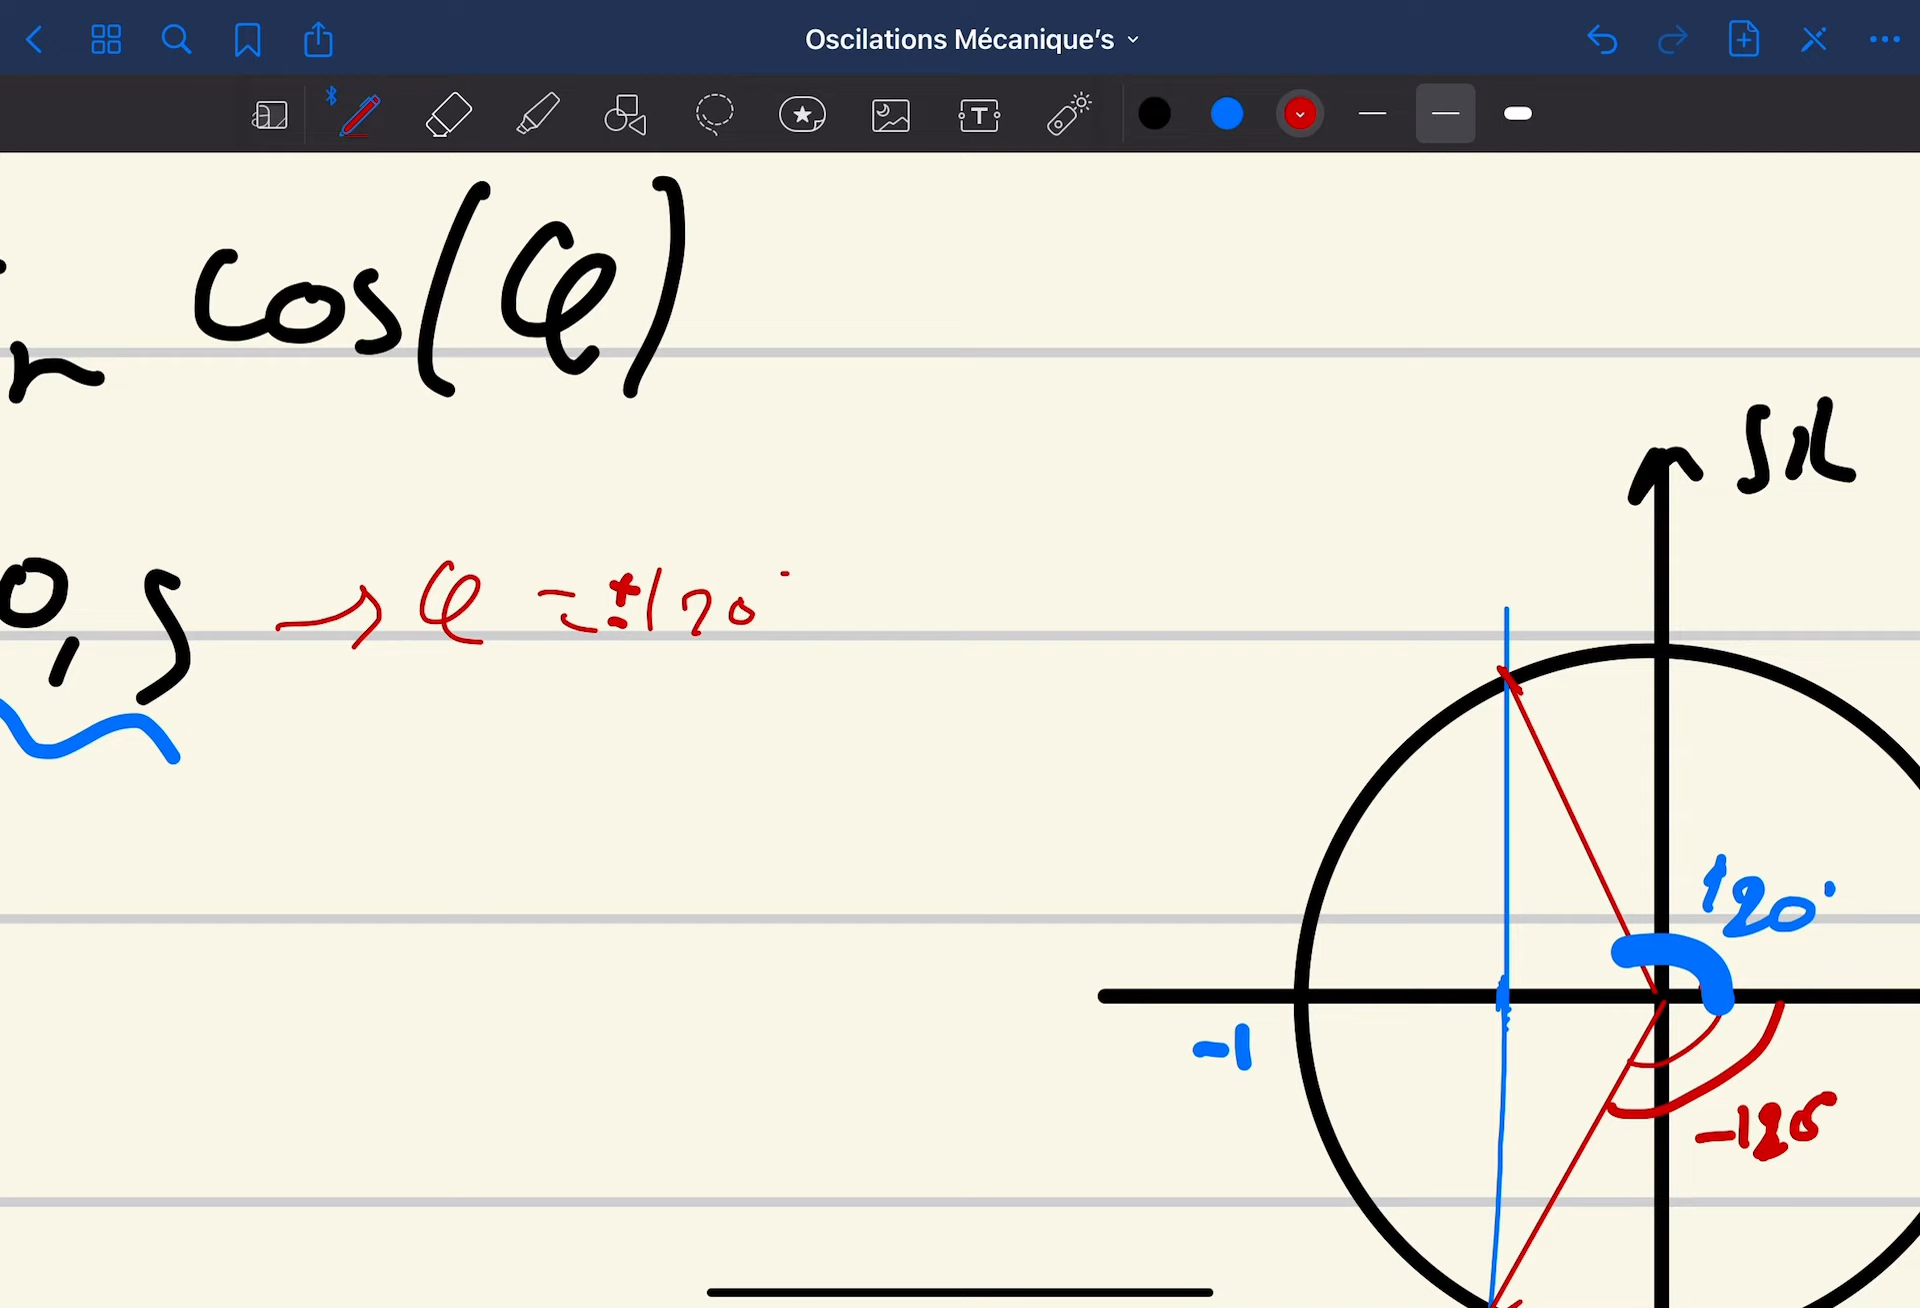 Oscilations Mécanique's
cos(φ)
sin
0,5 → φ = ±120°
120°
-1
-120°